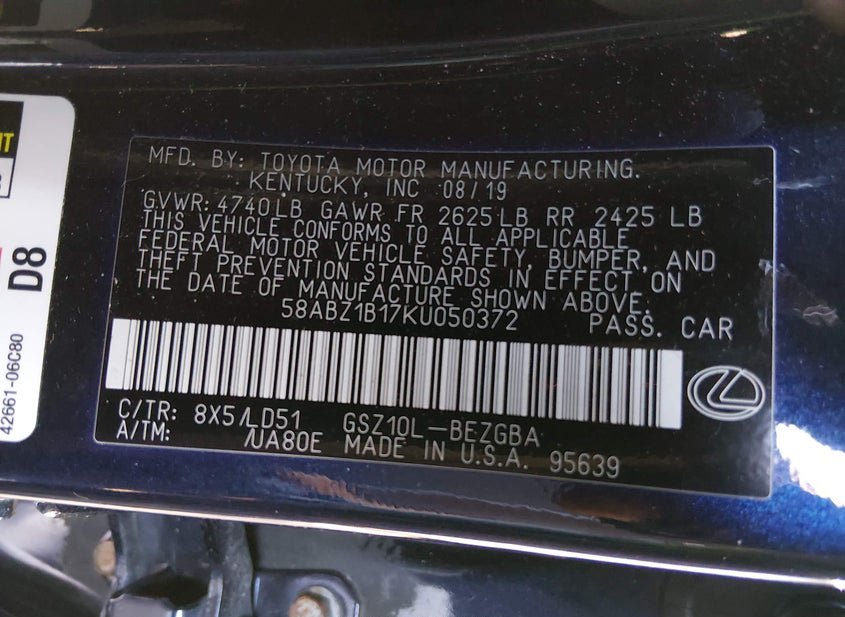 MFD. BY: TOYOTA MOTOR MANUFACTURING.
KENTUCKY, INC 08/19
GVWR: 4740LB GAWR FR 2625LB RR 2425 LB
THIS VEHICLE CONFORMS TO ALL APPLICABLE
FEDERAL MOTOR VEHICLE SAFETY, BUMPER, AND
THEFT PREVENTION STANDARDS IN EFFECT ON
THE DATE OF MANUFACTURE SHOWN ABOVE.
58ABZ1B17KU050372 PASS. CAR
C/TR: 8X5/LD51 GSZ10L-BEZGBA
A/TM: /UA80E MADE IN U.S.A. 95639
D8
42661-06C80